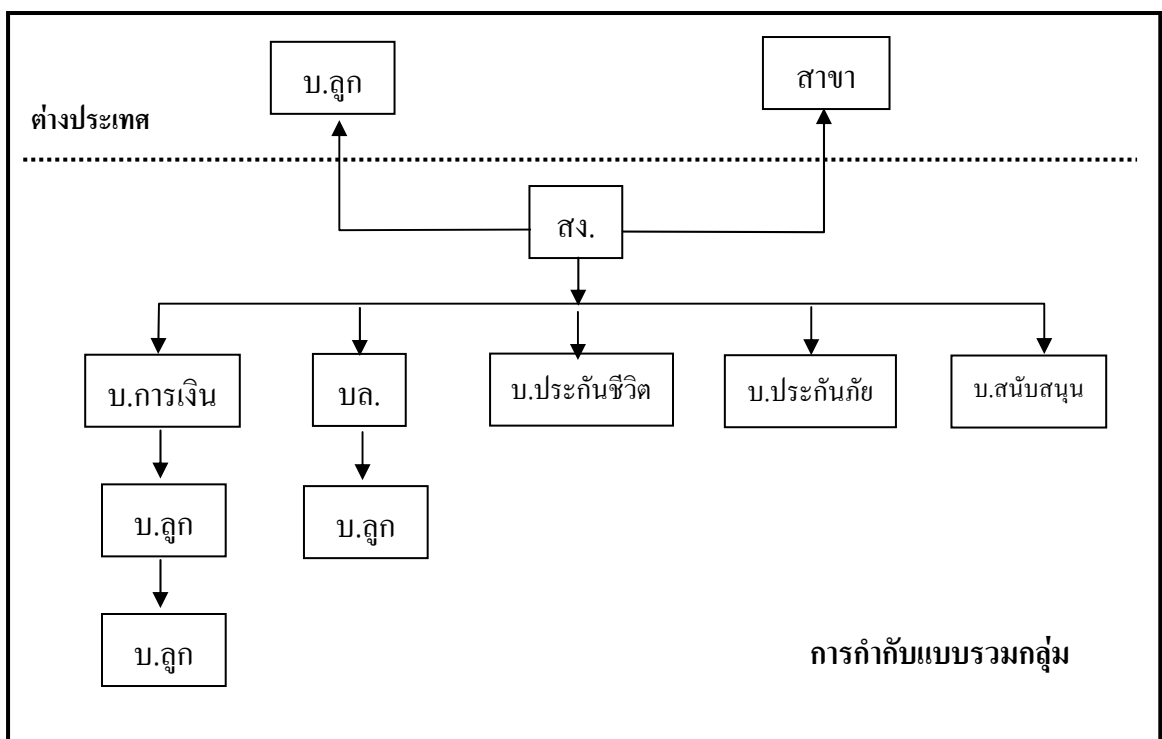 บ.ลูก
สาขา
ต่างประเทศ
สง.
บ.การเงิน
บล.
บ.ประกันชีวิต
บ.ประกันภัย
บ.สนับสนุน
บ.ลูก
บ.ลูก
บ.ลูก
การกำกับแบบรวมกลุ่ม